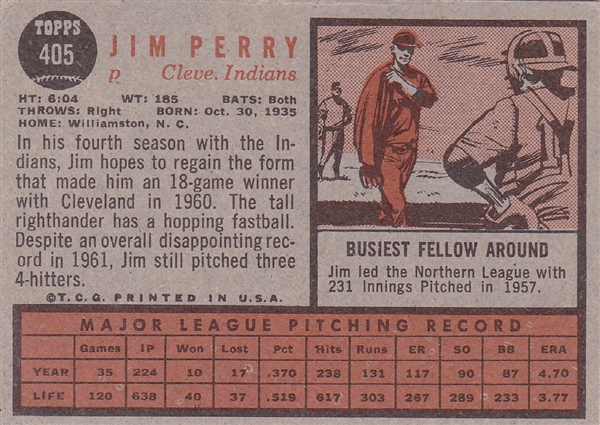 TOPPS
405
JIM PERRY
p Cleve. Indians
HT: 6:04 WT: 185 BATS: Both
THROWS: Right BORN: Oct. 30, 1935
HOME: Williamston, N. C.
In his fourth season with the In-
dians, Jim hopes to regain the form
that made him an 18-game winner
with Cleveland in 1960. The tall
righthander has a hopping fastball.
Despite an overall disappointing rec-
ord in 1961, Jim still pitched three
4-hitters.
©T.C.G. PRINTED IN U.S.A.
BUSIEST FELLOW AROUND
Jim led the Northern League with
231 Innings Pitched in 1957.
MAJOR LEAGUE PITCHING RECORD
Games IP Won Lost Pct Hits Runs ER SO BB ERA
YEAR 35 224 10 17 .370 238 131 117 90 87 4.70
LIFE 120 638 40 37 .519 617 303 267 289 233 3.77